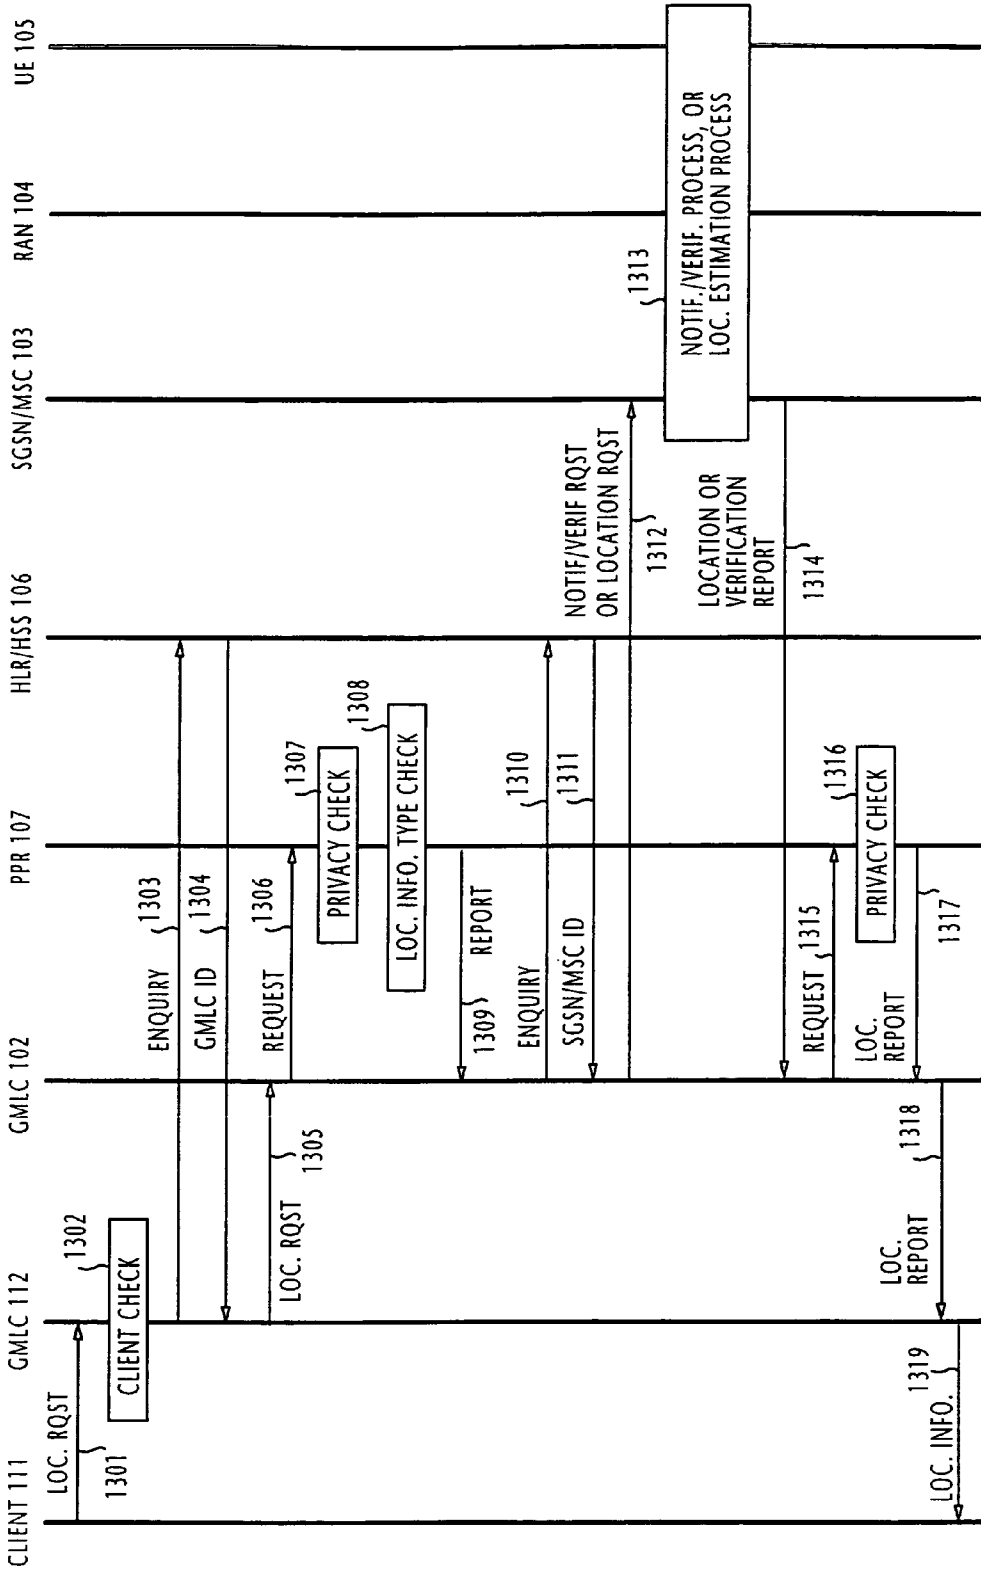 CLIENT 111
GMLC 112
GMLC 102
PPR 107
HLR/HSS 106
SGSN/MSC 103
RAN 104
UE 105
LOC. RQST
1301
CLIENT CHECK
1302
ENQUIRY
1303
GMLC ID
1304
LOC. RQST
1305
REQUEST
1306
PRIVACY CHECK
1307
LOC. INFO. TYPE CHECK
1308
1309
REPORT
ENQUIRY
1310
SGSN/MSC ID
1311
NOTIF/VERIF RQST
OR LOCATION RQST
1312
1313
NOTIF./VERIF. PROCESS, OR
LOC. ESTIMATION PROCESS
LOCATION OR
VERIFICATION
REPORT
1314
REQUEST
1315
PRIVACY CHECK
1316
LOC.
REPORT
1317
LOC.
REPORT
1318
LOC. INFO.
1319